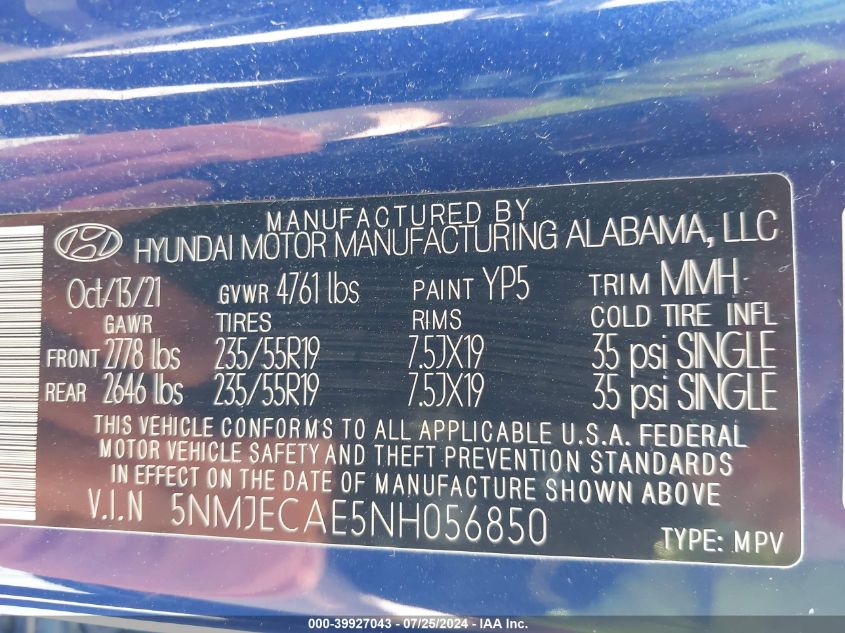 MANUFACTURED BY
HYUNDAI MOTOR MANUFACTURING ALABAMA, LLC
Oct/13/21 GVWR 4761 lbs PAINT YP5 TRIM MMH
GAWR TIRES RIMS COLD TIRE INFL
FRONT 2778 lbs 235/55R19 7.5JX19 35 psi SINGLE
REAR 2646 lbs 235/55R19 7.5JX19 35 psi SINGLE
THIS VEHICLE CONFORMS TO ALL APPLICABLE U.S.A. FEDERAL
MOTOR VEHICLE SAFETY AND THEFT PREVENTION STANDARDS
IN EFFECT ON THE DATE OF MANUFACTURE SHOWN ABOVE.
V.I.N 5NMJECAE5NH056850
TYPE: MPV
000-39927043 - 07/25/2024 - IAA Inc.